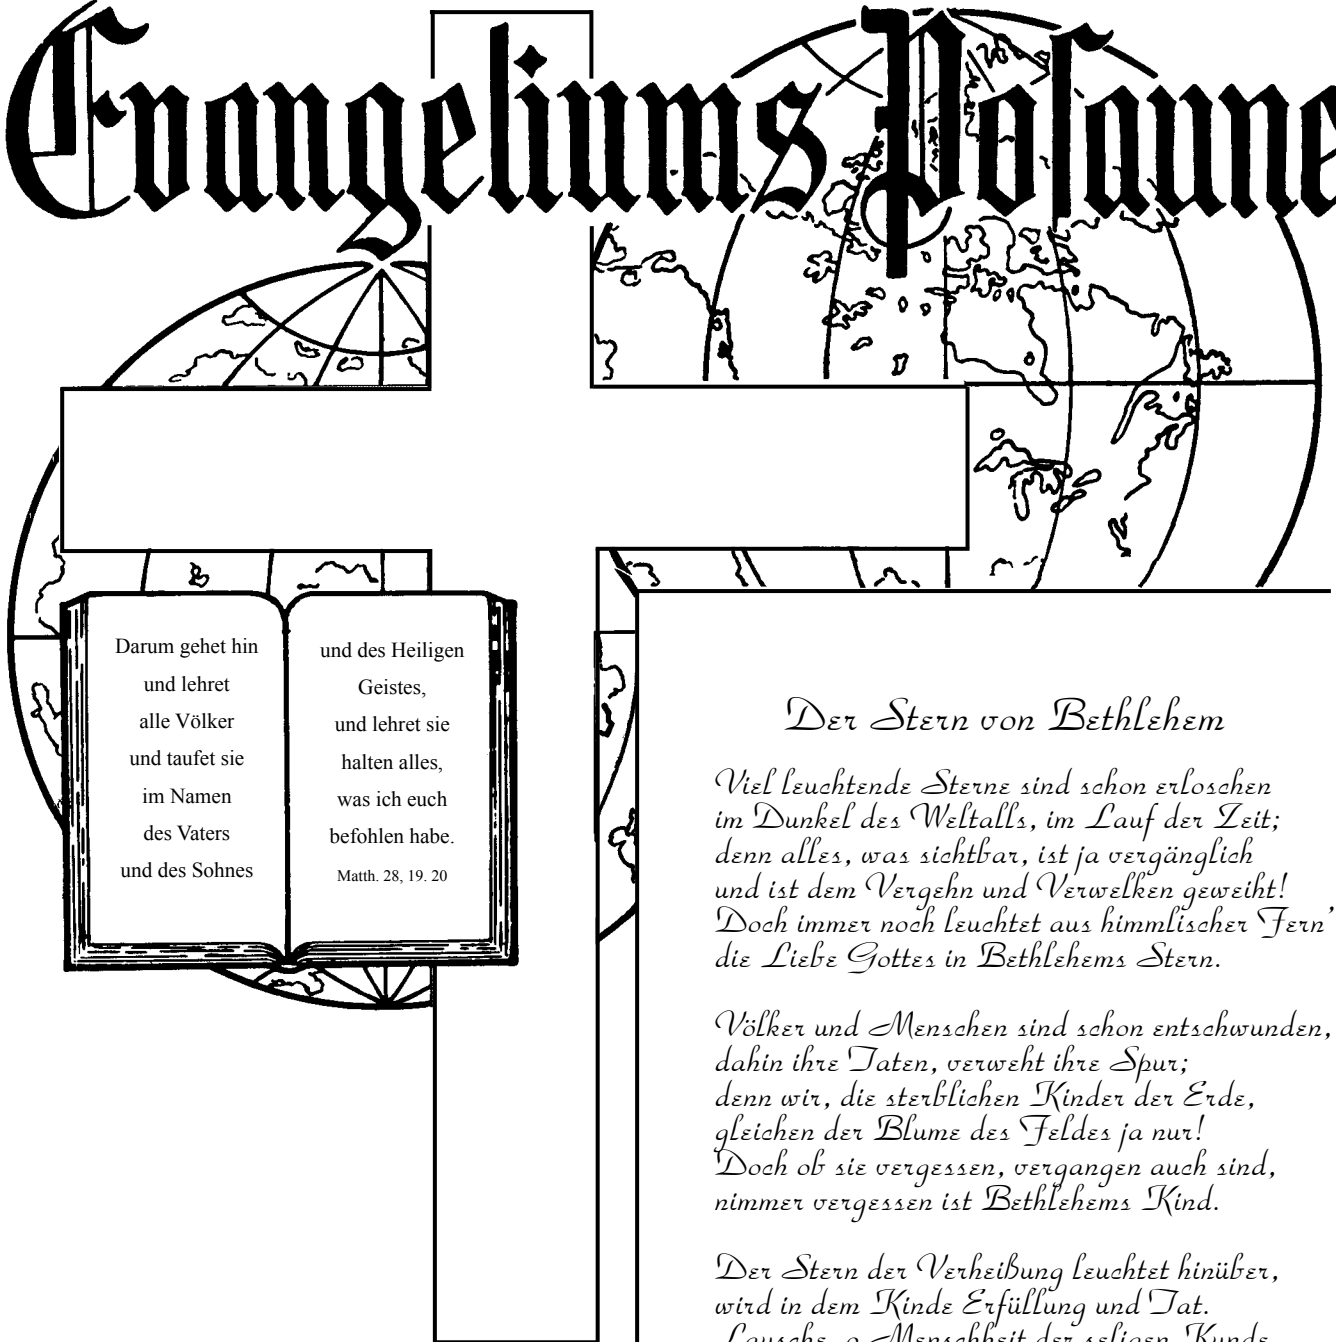 Evangeliums Posaune
Darum gehet hin
und lehret
alle Völker
und taufet sie
im Namen
des Vaters
und des Sohnes
und des Heiligen
Geistes,
und lehret sie
halten alles,
was ich euch
befohlen habe.
Matth. 28, 19. 20
Der Stern von Bethlehem
Viel leuchtende Sterne sind schon erloschen
im Dunkel des Weltalls, im Lauf der Zeit;
denn alles, was sichtbar, ist ja vergänglich
und ist dem Vergehn und Verwelken geweiht!
Doch immer noch leuchtet aus himmlischer Fern’
die Liebe Gottes in Bethlehems Stern.
Völker und Menschen sind schon entschwunden,
dahin ihre Taten, verweht ihre Spur;
denn wir, die sterblichen Kinder der Erde,
gleichen der Blume des Feldes ja nur!
Doch ob sie vergessen, vergangen auch sind,
nimmer vergessen ist Bethlehems Kind.
Der Stern der Verheißung leuchtet hinüber,
wird in dem Kinde Erfüllung und Tat.
Lausche, o Menschheit der seligen Kunde